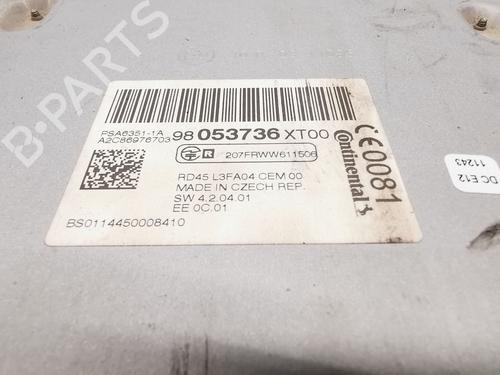 PSA6351-1A
A2C86976703
98 053736 XT00
R 207FRWW611506
RD45 L3FA04 CEM 00
MADE IN CZECH REP.
SW 4.2.04.01
EE 0C.01
BS0114450008410
Continental
CE0081
DC E12
11243
B-PARTS